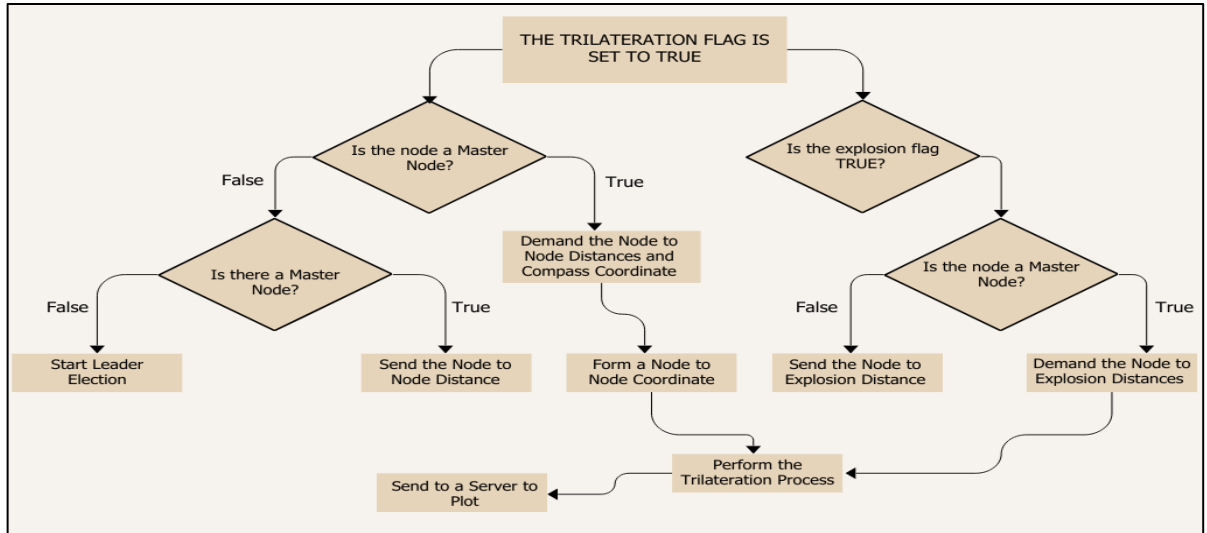 THE TRILATERATION FLAG IS
SET TO TRUE
Is the node a Master
Node?
Is the explosion flag
TRUE?
False
True
Is there a Master
Node?
Demand the Node to
Node Distances and
Compass Coordinate
Is the node a Master
Node?
False
True
False
True
Start Leader
Election
Send the Node to
Node Distance
Form a Node to
Node Coordinate
Send the Node to
Explosion Distance
Demand the Node to
Explosion Distances
Perform the
Trilateration Process
Send to a Server to
Plot